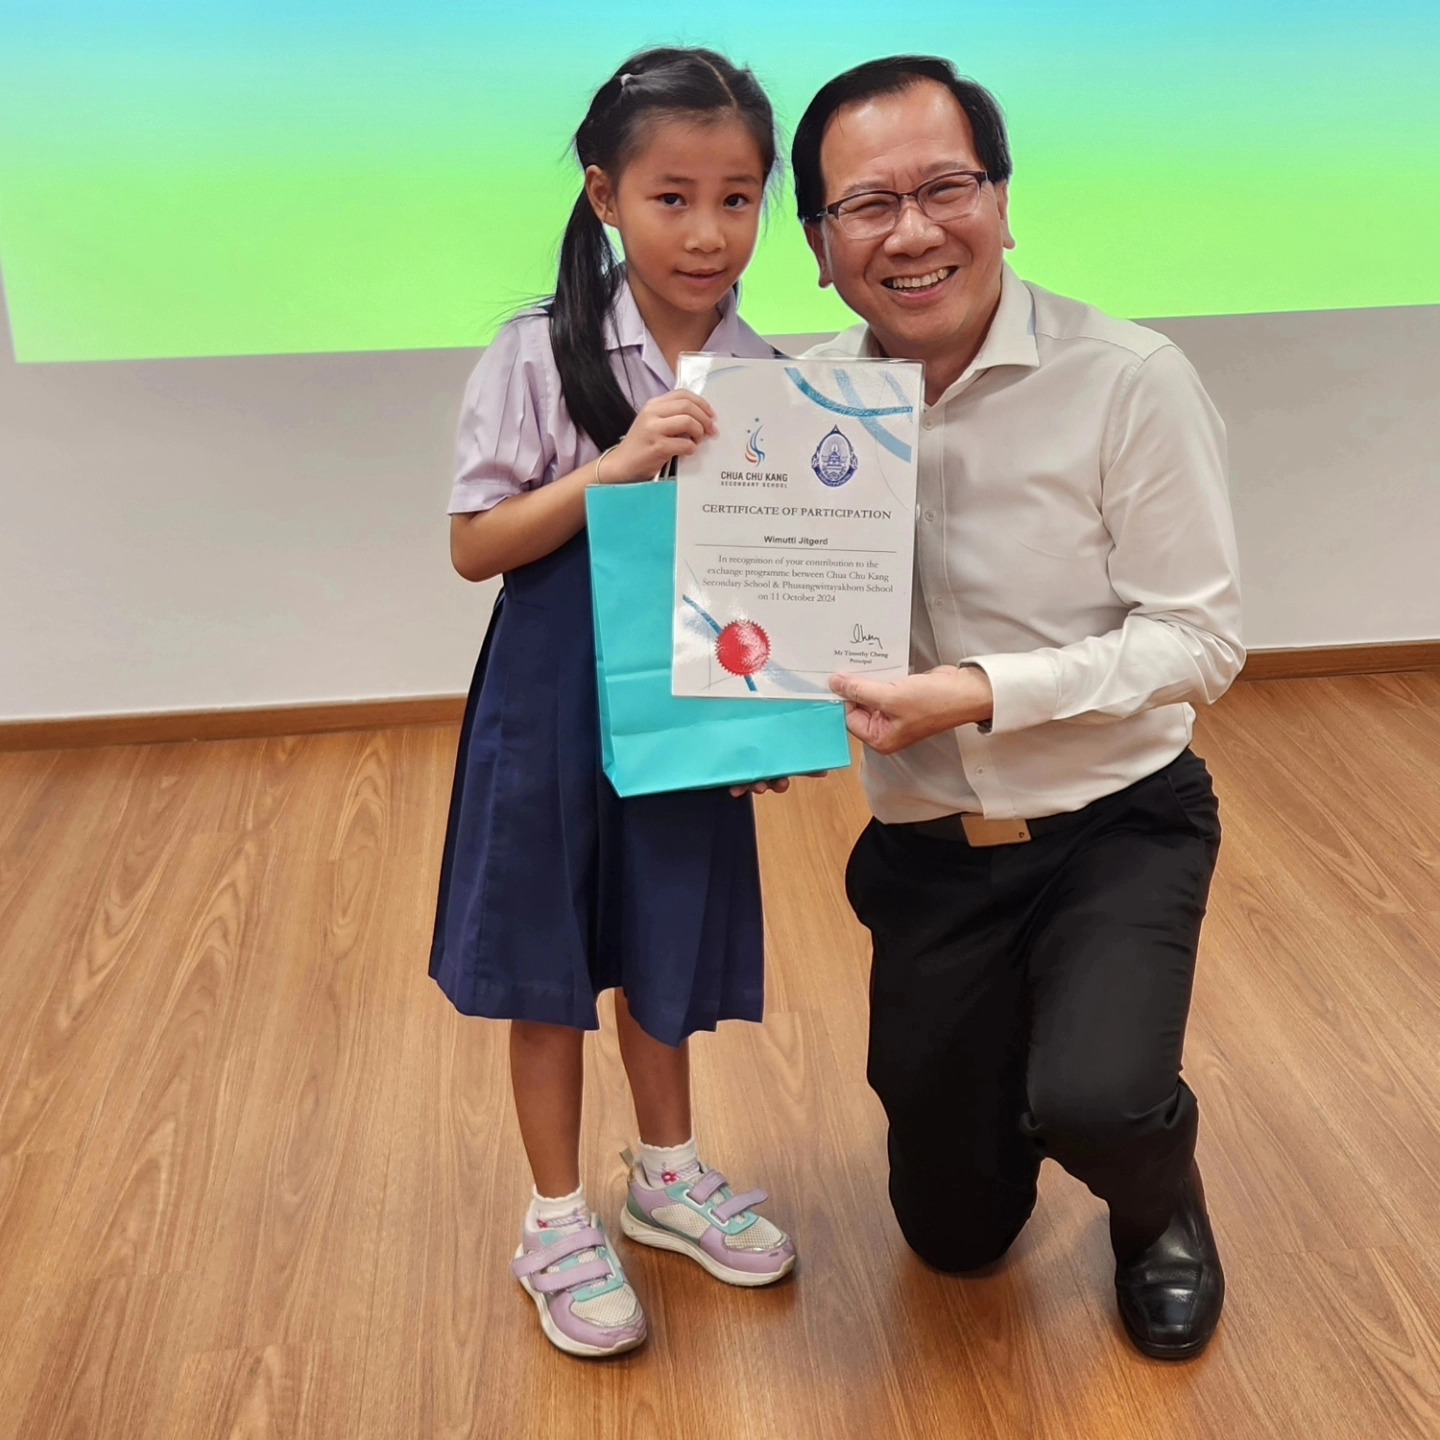 CHUA CHU KANG
SECONDARY SCHOOL
CERTIFICATE OF PARTICIPATION
Wimutti Jitgerd
In recognition of your contribution to the
exchange programme between Chua Chu Kang
Secondary School & Phusangwittayakhom School
on 11 October 2024
Mr Timothy Cheng
Principal